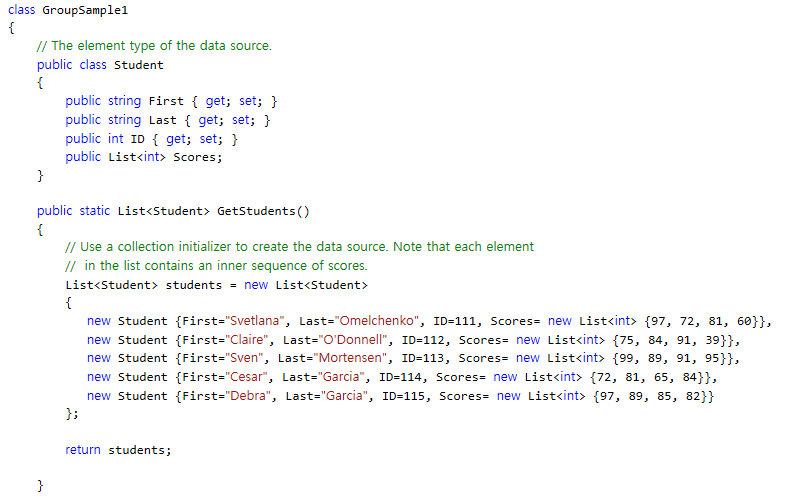 class GroupSample1
{
// The element type of the data source.
public class Student
{
public string First { get; set; }
public string Last { get; set; }
public int ID { get; set; }
public List<int> Scores;
}
public static List<Student> GetStudents()
{
// Use a collection initializer to create the data source. Note that each element
//  in the list contains an inner sequence of scores.
List<Student> students = new List<Student>
{
new Student {First="Svetlana", Last="Omelchenko", ID=111, Scores= new List<int> {97, 72, 81, 60}},
new Student {First="Claire", Last="O'Donnell", ID=112, Scores= new List<int> {75, 84, 91, 39}},
new Student {First="Sven", Last="Mortensen", ID=113, Scores= new List<int> {99, 89, 91, 95}},
new Student {First="Cesar", Last="Garcia", ID=114, Scores= new List<int> {72, 81, 65, 84}},
new Student {First="Debra", Last="Garcia", ID=115, Scores= new List<int> {97, 89, 85, 82}}
};
return students;
}